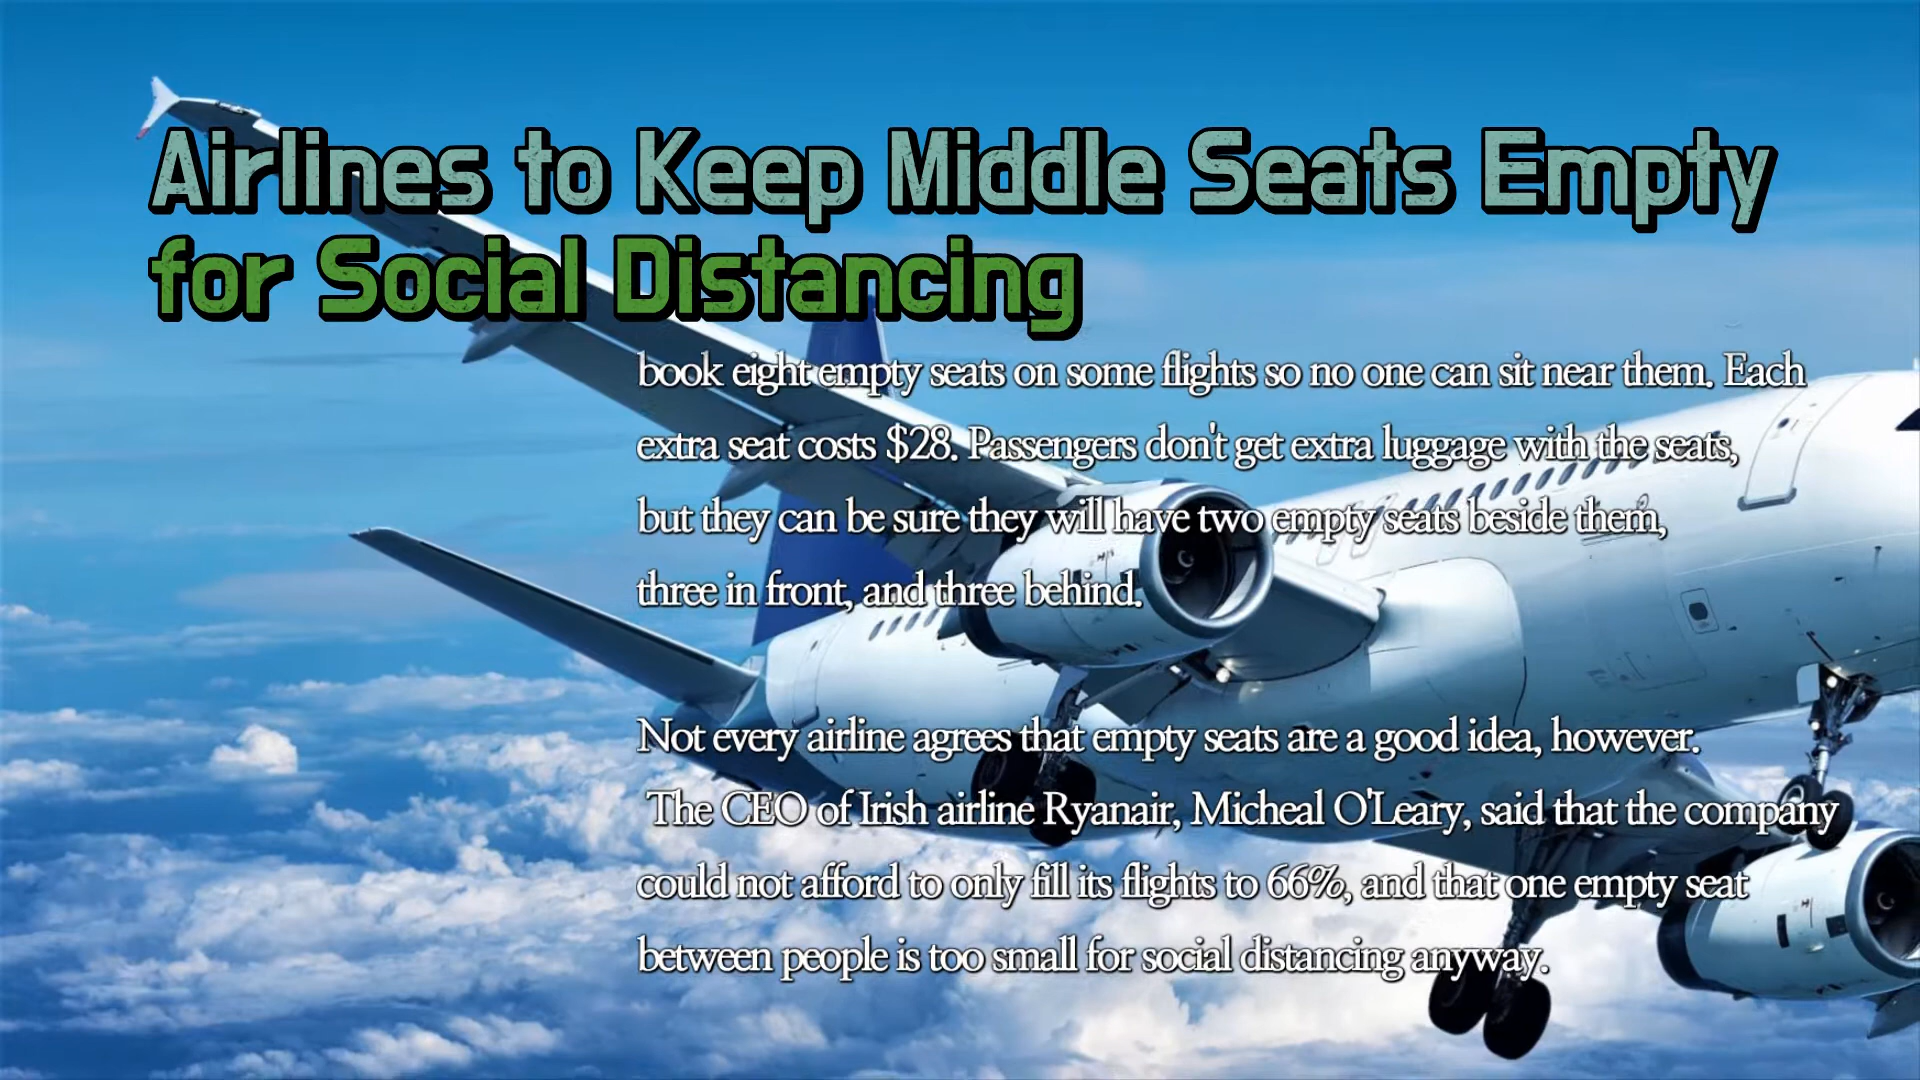 Airlines to Keep Middle Seats Empty
for Social Distancing
book eight empty seats on some flights so no one can sit near them. Each
extra seat costs $28. Passengers don't get extra luggage with the seats,
but they can be sure they will have two empty seats beside them,
three in front, and three behind.
Not every airline agrees that empty seats are a good idea, however.
The CEO of Irish airline Ryanair, Micheal O'Leary, said that the company
could not afford to only fill its flights to 66%, and that one empty seat
between people is too small for social distancing anyway.